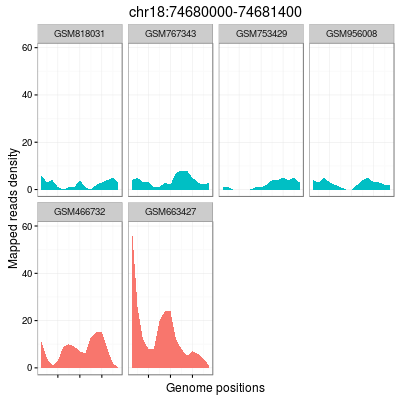 chr18:74680000-74681400
GSM818031 GSM767343 GSM753429 GSM956008
60
40
20
0
Mapped reads density
GSM466732 GSM663427
60
40
20
0
Genome positions